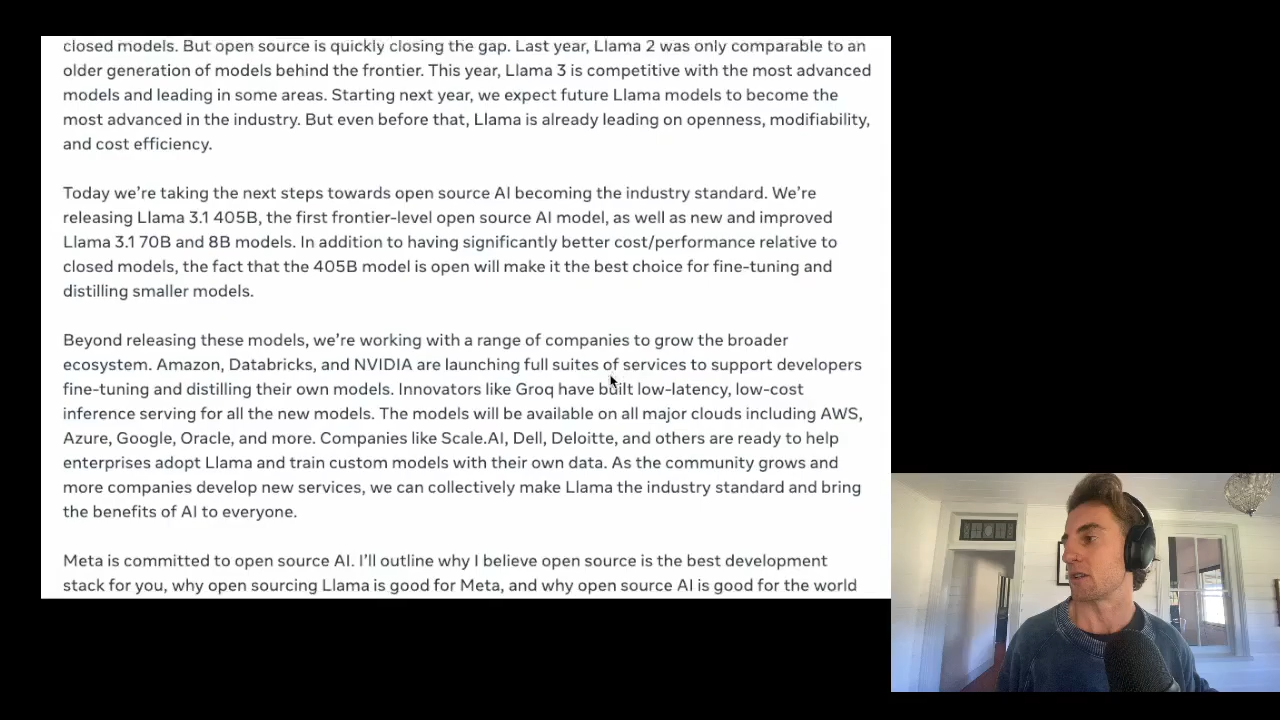 closed models. But open source is quickly closing the gap. Last year, Llama 2 was only comparable to an
older generation of models behind the frontier. This year, Llama 3 is competitive with the most advanced
models and leading in some areas. Starting next year, we expect future Llama models to become the
most advanced in the industry. But even before that, Llama is already leading on openness, modifiability,
and cost efficiency.
Today we’re taking the next steps towards open source AI becoming the industry standard. We’re
releasing Llama 3.1 405B, the first frontier-level open source AI model, as well as new and improved
Llama 3.1 70B and 8B models. In addition to having significantly better cost/performance relative to
closed models, the fact that the 405B model is open will make it the best choice for fine-tuning and
distilling smaller models.
Beyond releasing these models, we’re working with a range of companies to grow the broader
ecosystem. Amazon, Databricks, and NVIDIA are launching full suites of services to support developers
fine-tuning and distilling their own models. Innovators like Groq have built low-latency, low-cost
inference serving for all the new models. The models will be available on all major clouds including AWS,
Azure, Google, Oracle, and more. Companies like Scale.AI, Dell, Deloitte, and others are ready to help
enterprises adopt Llama and train custom models with their own data. As the community grows and
more companies develop new services, we can collectively make Llama the industry standard and bring
the benefits of AI to everyone.
Meta is committed to open source AI. I’ll outline why I believe open source is the best development
stack for you, why open sourcing Llama is good for Meta, and why open source AI is good for the world